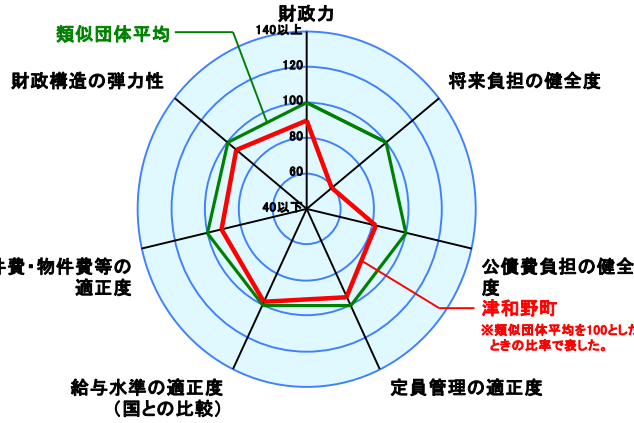 財政力
140以上
類似団体平均
財政構造の弾力性
将来負担の健全度
120
100
80
60
40以下
件費・物件費等の
適正度
公債費負担の健全
度
津和野町
※類似団体平均を100とした
ときの比率で表した。
給与水準の適正度
（国との比較）
定員管理の適正度